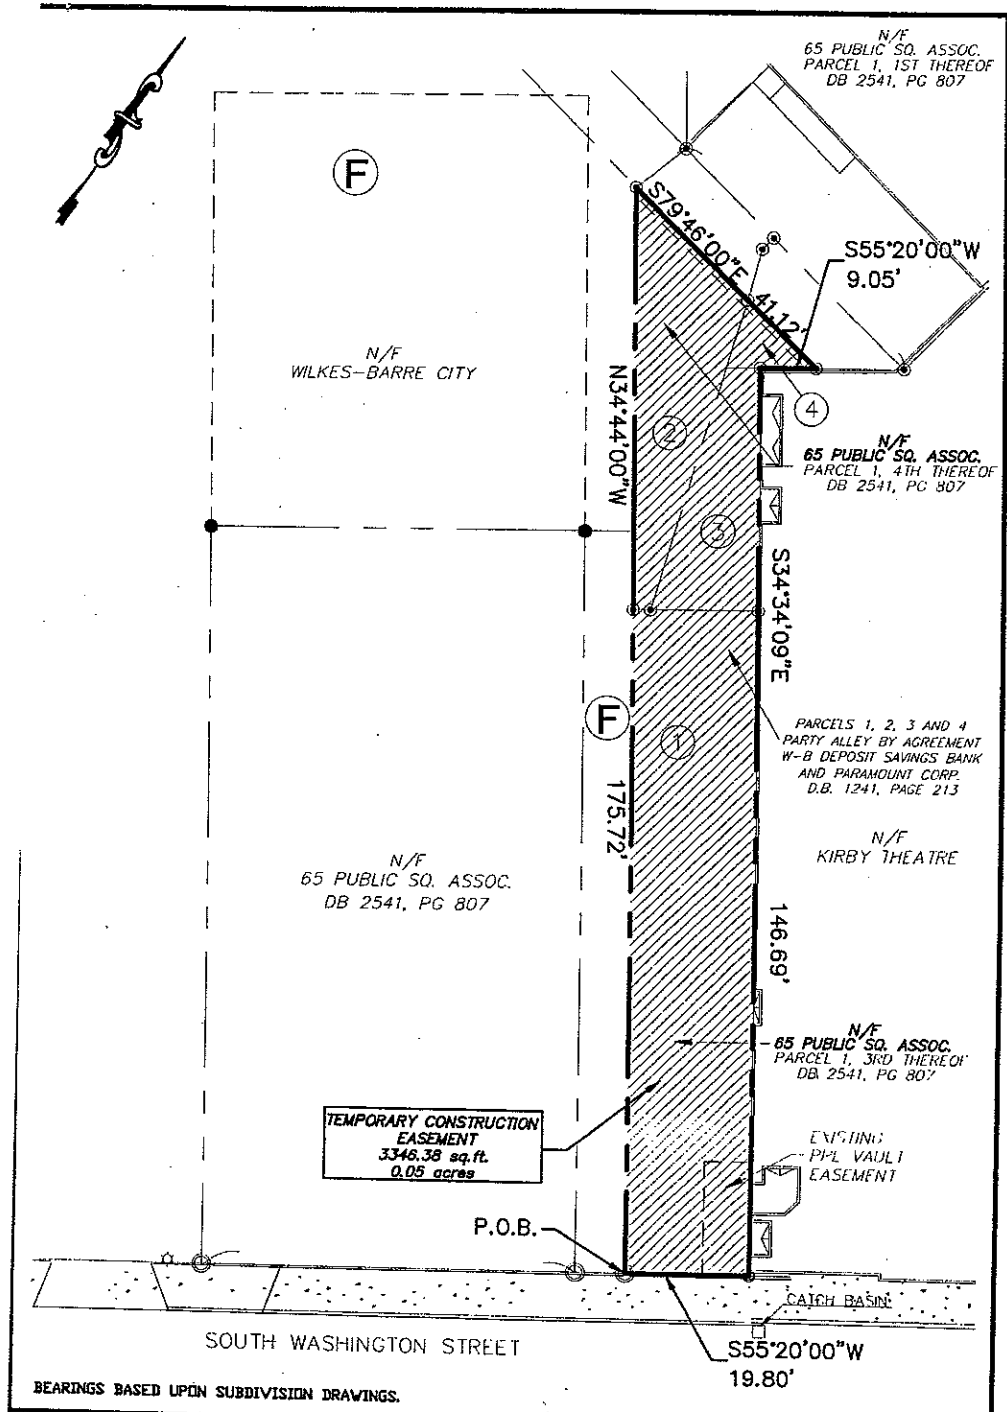 N/F
65 PUBLIC SQ. ASSOC.
PARCEL 1, 1ST THEREOF
DB 2541, PG 807
F
S79°46'00"E 41.12'
S55°20'00"W
9.05'
N/F
WILKES-BARRE CITY
N34°44'00"W
175.72'
2
4
N/F
65 PUBLIC SQ. ASSOC.
PARCEL 1, 4TH THEREOF
DB 2541, PG 807
3
S34°34'09"E
146.69'
F
1
PARCELS 1, 2, 3 AND 4
PARTY ALLEY BY AGREEMENT
W-B DEPOSIT SAVINGS BANK
AND PARAMOUNT CORP.
D.B. 1241, PAGE 213
N/F
KIRBY THEATRE
N/F
65 PUBLIC SQ. ASSOC.
DB 2541, PG 807
N/F
65 PUBLIC SQ. ASSOC.
PARCEL 1, 3RD THEREOF
DB 2541, PG 807
TEMPORARY CONSTRUCTION
EASEMENT
3346.38 sq.ft.
0.05 acres
EXISTING
PPL VAULT
EASEMENT
P.O.B.
CATCH BASIN
SOUTH WASHINGTON STREET
S55°20'00"W
19.80'
BEARINGS BASED UPON SUBDIVISION DRAWINGS.